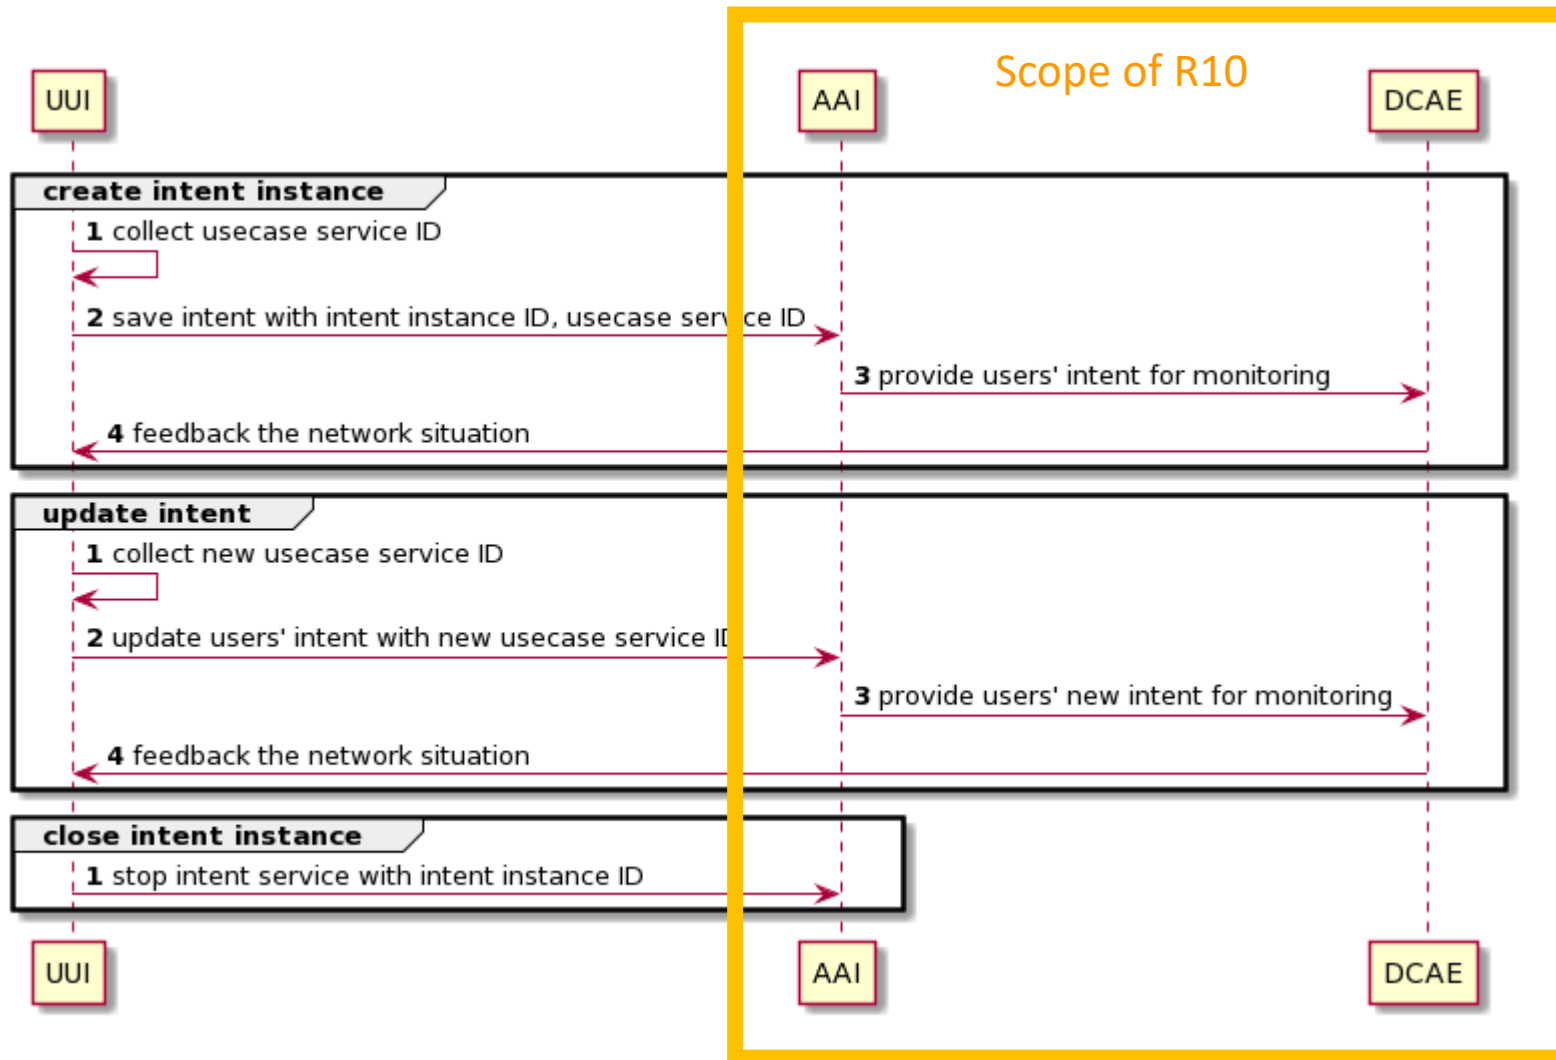 Scope of R10
UUI
AAI
DCAE
create intent instance
1 collect usecase service ID
2 save intent with intent instance ID, usecase service ID
3 provide users' intent for monitoring
4 feedback the network situation
update intent
1 collect new usecase service ID
2 update users' intent with new usecase service ID
3 provide users' new intent for monitoring
4 feedback the network situation
close intent instance
1 stop intent service with intent instance ID
UUI
AAI
DCAE